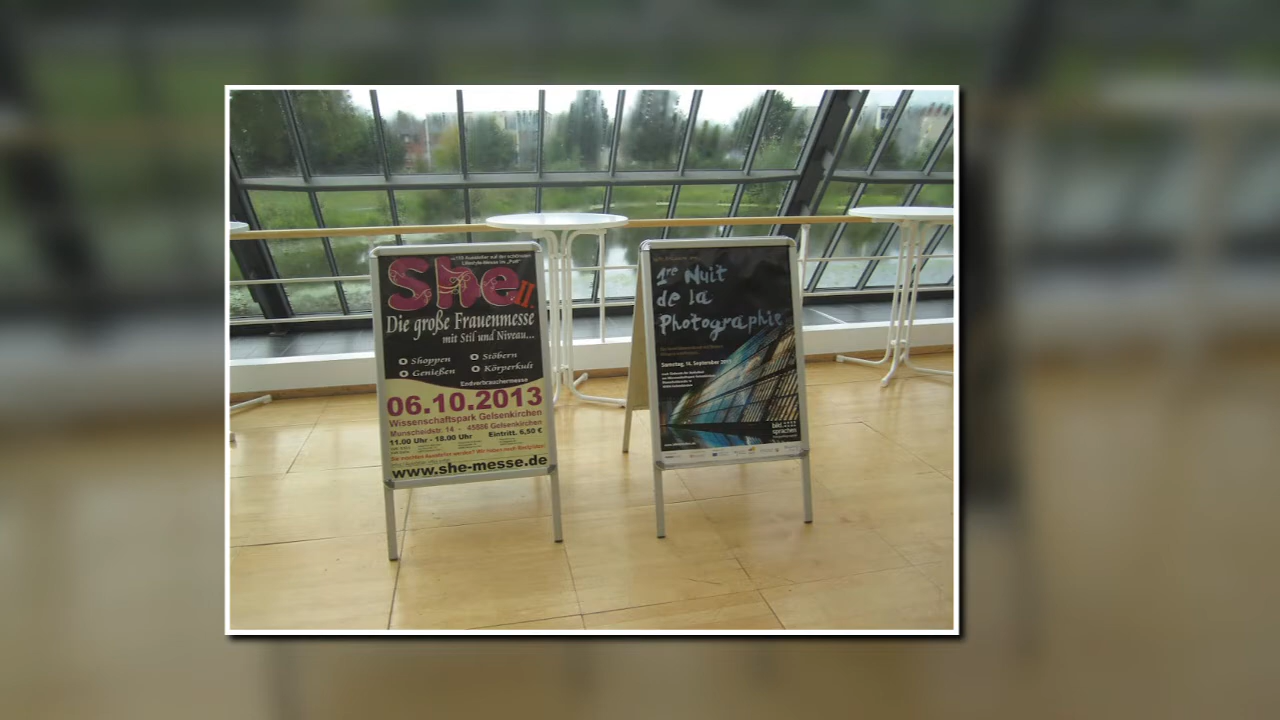 SheII
Die große Frauenmesse
mit Stil und Niveau...
Shoppen
Stöbern
Genießen
Körperkult
Endverbrauchermesse
06.10.2013
Wissenschaftspark Gelsenkirchen
Munscheidstr. 14 - 45886 Gelsenkirchen
11.00 Uhr - 18.00 Uhr
Eintritt. 6,50 €
www.she-messe.de
1re Nuit
de la
Photographie
Samstag, 14. September
bild
sprachen